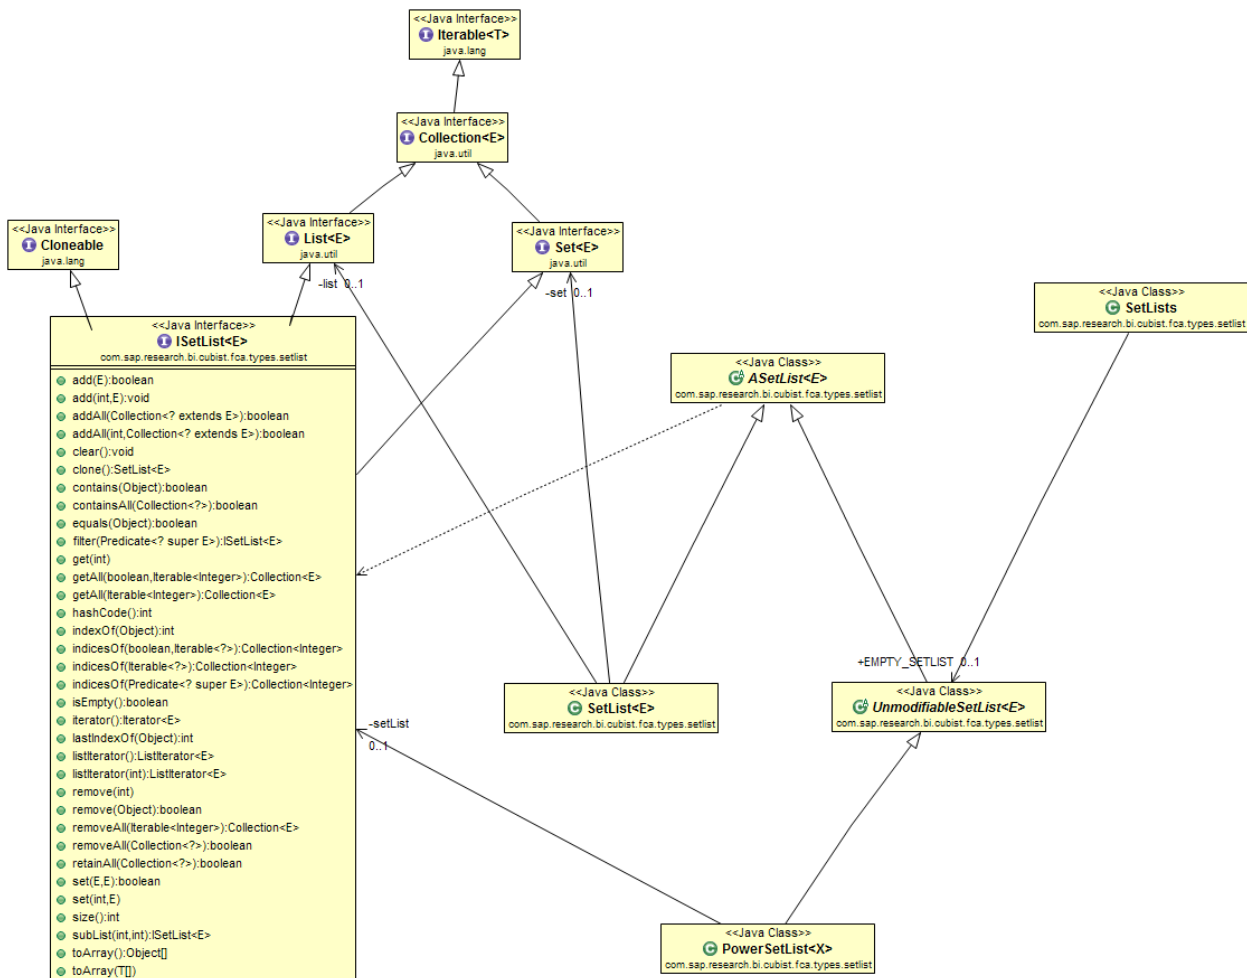 <<Java Interface>>
Iterable<T>
java.lang
<<Java Interface>>
Collection<E>
java.util
<<Java Interface>>
List<E>
java.util
<<Java Interface>>
Cloneable
java.lang
<<Java Interface>>
Set<E>
java.util
-list 0..1
-set 0..1
<<Java Class>>
SetLists
com.sap.research.bi.cubist.fca.types.setlist
<<Java Interface>>
ISetList<E>
com.sap.research.bi.cubist.fca.types.setlist
add(E):boolean
add(int,E):void
addAll(Collection<? extends E>):boolean
addAll(int,Collection<? extends E>):boolean
clear():void
clone():SetList<E>
contains(Object):boolean
containsAll(Collection<?>):boolean
equals(Object):boolean
filter(Predicate<? super E>):ISetList<E>
get(int)
getAll(boolean,Iterable<Integer>):Collection<E>
getAll(Iterable<Integer>):Collection<E>
hashCode():int
indexOf(Object):int
indicesOf(boolean,Iterable<?>):Collection<Integer>
indicesOf(Iterable<?>):Collection<Integer>
indicesOf(Predicate<? super E>):Collection<Integer>
isEmpty():boolean
iterator():Iterator<E>
lastIndexOf(Object):int
listIterator():ListIterator<E>
listIterator(int):ListIterator<E>
remove(int)
remove(Object):boolean
removeAll(Iterable<Integer>):Collection<E>
removeAll(Collection<?>):boolean
retainAll(Collection<?>):boolean
set(E,E):boolean
set(int,E)
size():int
subList(int,int):ISetList<E>
toArray():Object[]
toArray(T[])
<<Java Class>>
ASetList<E>
com.sap.research.bi.cubist.fca.types.setlist
+EMPTY_SETLIST 0..1
<<Java Class>>
SetList<E>
com.sap.research.bi.cubist.fca.types.setlist
<<Java Class>>
UnmodifiableSetList<E>
com.sap.research.bi.cubist.fca.types.setlist
-setList
0..1
<<Java Class>>
PowerSetList<X>
com.sap.research.bi.cubist.fca.types.setlist